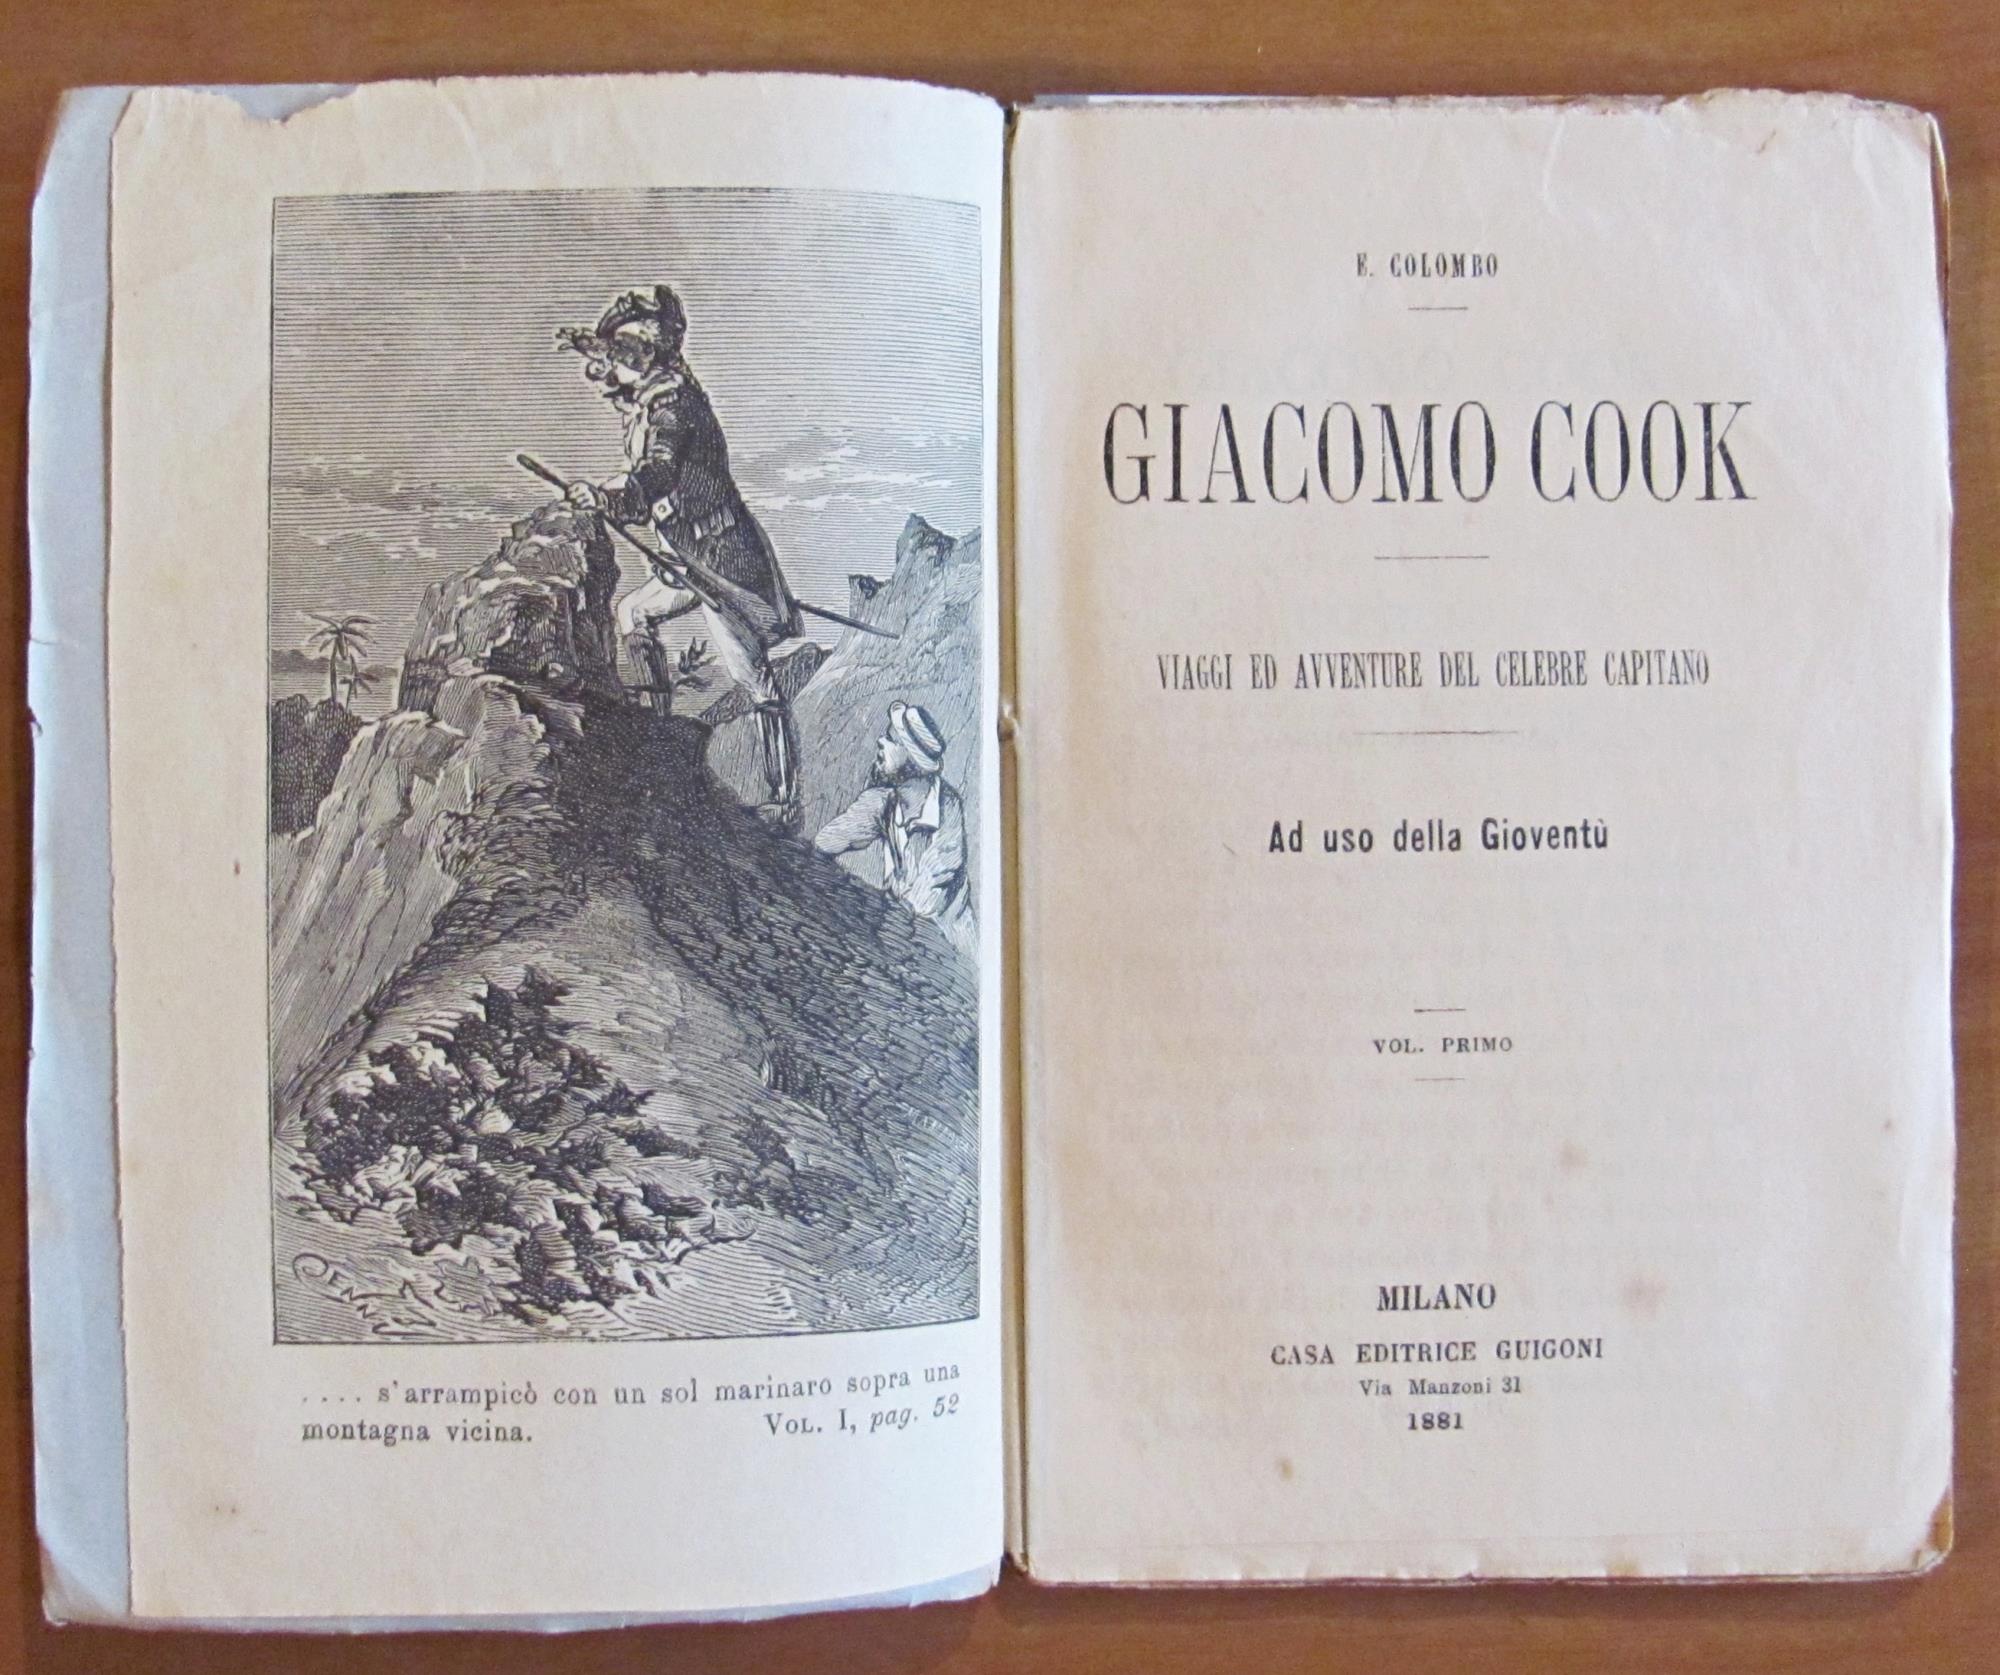 .... s'arrampicò con un sol marinaro sopra una
montagna vicina. VOL. I, pag. 52
E. COLOMBO
GIACOMO COOK
VIAGGI ED AVVENTURE DEL CELEBRE CAPITANO
Ad uso della Gioventù
VOL. PRIMO
MILANO
CASA EDITRICE GUIGONI
Via Manzoni 31
1881